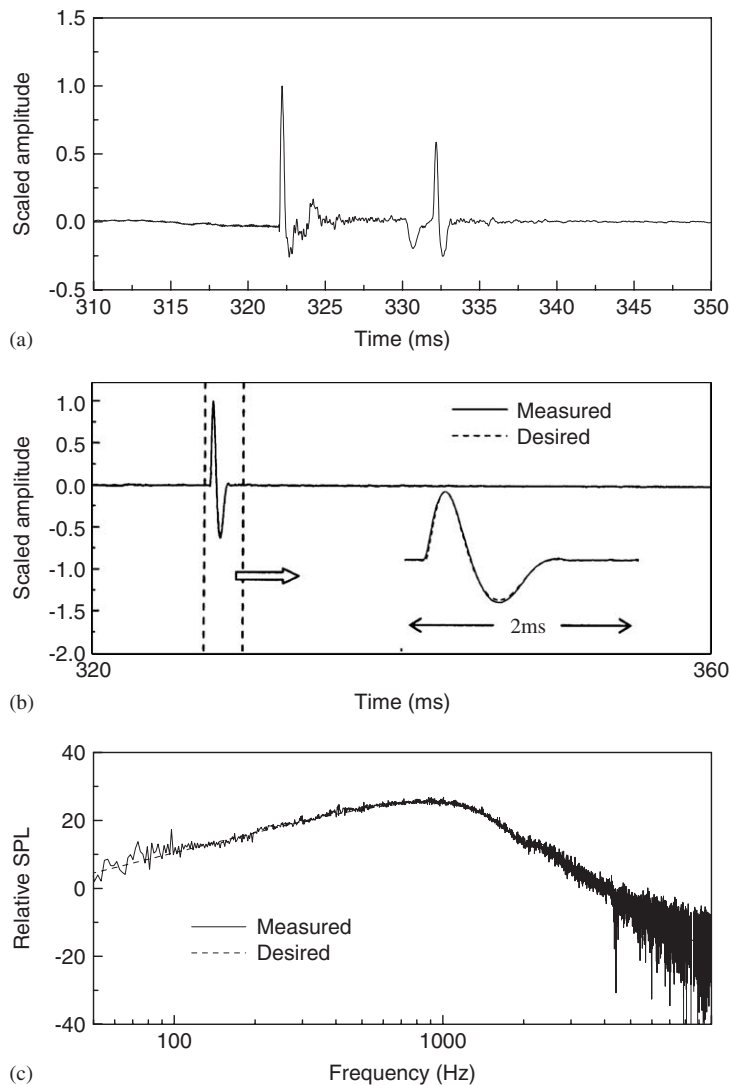 1.5
1.0
0.5
0.0
-0.5
Scaled amplitude
310 315 320 325 330 335 340 345 350
(a) Time (ms)
1.0
0.5
0.0
-0.5
-1.0
-1.5
-2.0
Scaled amplitude
Measured
Desired
2ms
320 360
(b) Time (ms)
40
20
0
-20
-40
Relative SPL
Measured
Desired
100 1000
(c) Frequency (Hz)